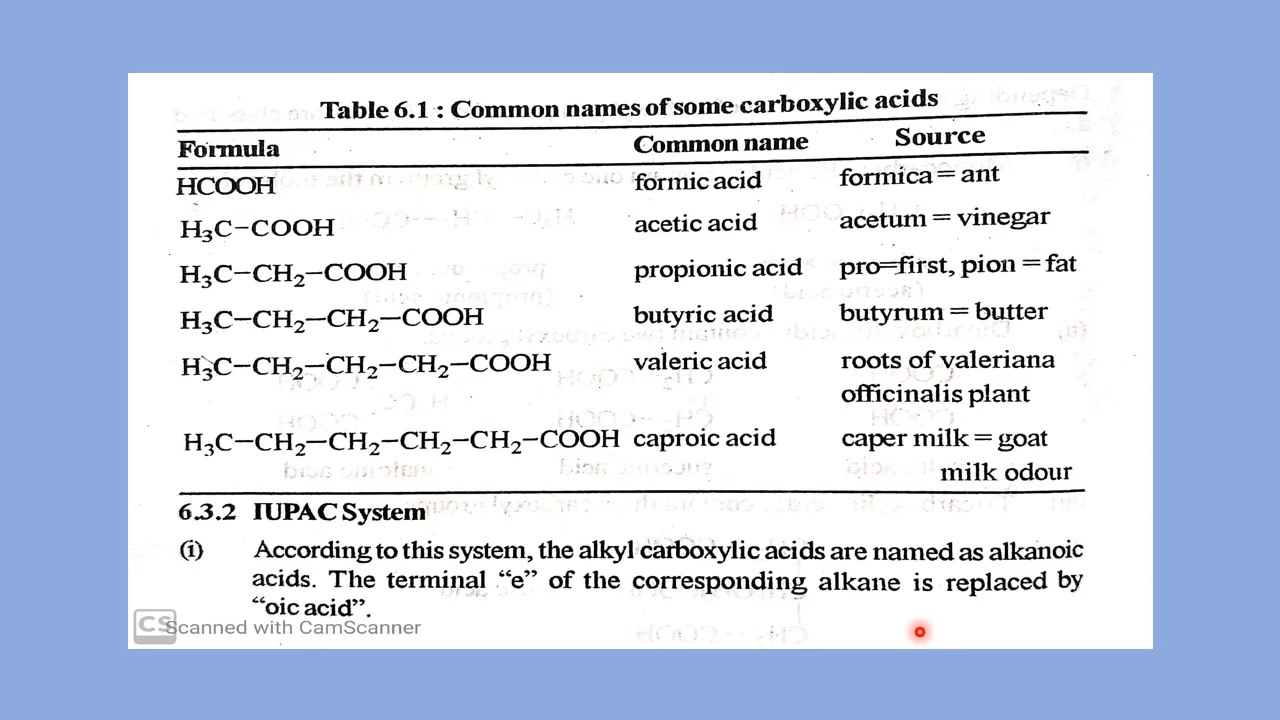 Table 6.1 : Common names of some carboxylic acids
Formula Common name Source
HCOOH formic acid formica = ant
H₃C−COOH acetic acid acetum = vinegar
H₃C−CH₂−COOH propionic acid pro=first, pion = fat
H₃C−CH₂−CH₂−COOH butyric acid butyrum = butter
H₃C−CH₂−CH₂−CH₂−COOH valeric acid roots of valeriana
officinalis plant
H₃C−CH₂−CH₂−CH₂−CH₂−COOH caproic acid caper milk = goat
milk odour
6.3.2 IUPAC System
(i) According to this system, the alkyl carboxylic acids are named as alkanoic
acids. The terminal “e” of the corresponding alkane is replaced by
“oic acid”.
CS Scanned with CamScanner